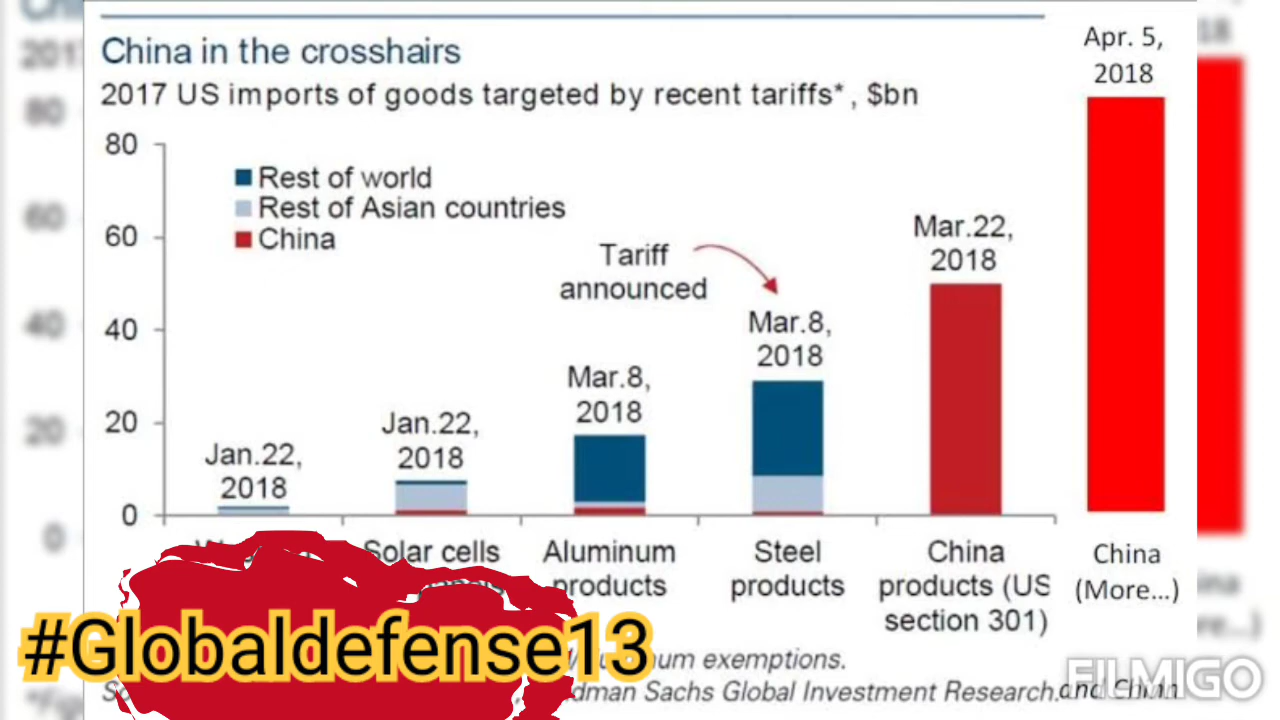 China in the crosshairs
2017 US imports of goods targeted by recent tariffs*, $bn
Apr. 5,
2018
80
60
40
20
0
Rest of world
Rest of Asian countries
China
Tariff
announced
Jan.22,
2018
Jan.22,
2018
Mar.8,
2018
Mar.8,
2018
Mar.22,
2018
Solar cells
Aluminum
products
Steel
products
China
products (US
section 301)
China
(More...)
#Globaldefense13
exemptions.
Sachs Global Investment Research.and China
FILMIGO